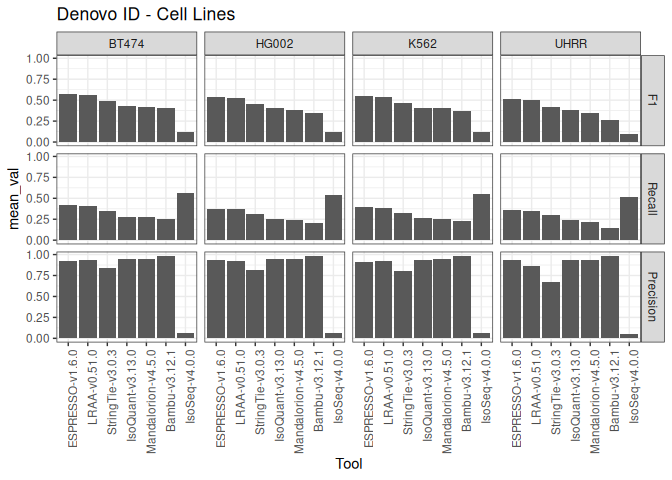 Denovo ID - Cell Lines
BT474 HG002 K562 UHRR
1.00
0.75
0.50
0.25
0.00
F1
1.00
0.75
0.50
0.25
0.00
Recall
1.00
0.75
0.50
0.25
0.00
Precision
mean_val
ESPRESSO-v1.6.0
LRAA-v0.51.0
StringTie-v3.0.3
IsoQuant-v3.13.0
Mandalorion-v4.5.0
Bambu-v3.12.1
IsoSeq-v4.0.0
ESPRESSO-v1.6.0
LRAA-v0.51.0
StringTie-v3.0.3
IsoQuant-v3.13.0
Mandalorion-v4.5.0
Bambu-v3.12.1
IsoSeq-v4.0.0
ESPRESSO-v1.6.0
LRAA-v0.51.0
StringTie-v3.0.3
IsoQuant-v3.13.0
Mandalorion-v4.5.0
Bambu-v3.12.1
IsoSeq-v4.0.0
ESPRESSO-v1.6.0
LRAA-v0.51.0
StringTie-v3.0.3
IsoQuant-v3.13.0
Mandalorion-v4.5.0
Bambu-v3.12.1
IsoSeq-v4.0.0
Tool